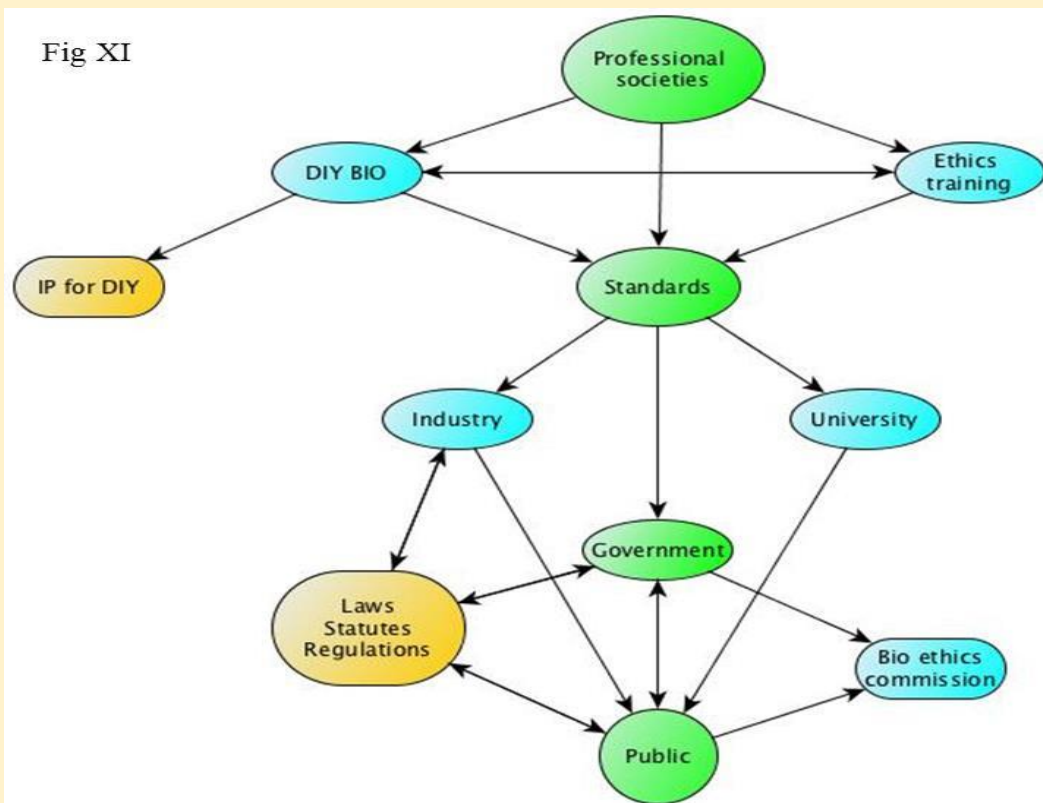 Fig XI
Professional
societies
DIY BIO
Ethics
training
IP for DIY
Standards
Industry
University
Government
Laws
Statutes
Regulations
Bio ethics
commission
Public